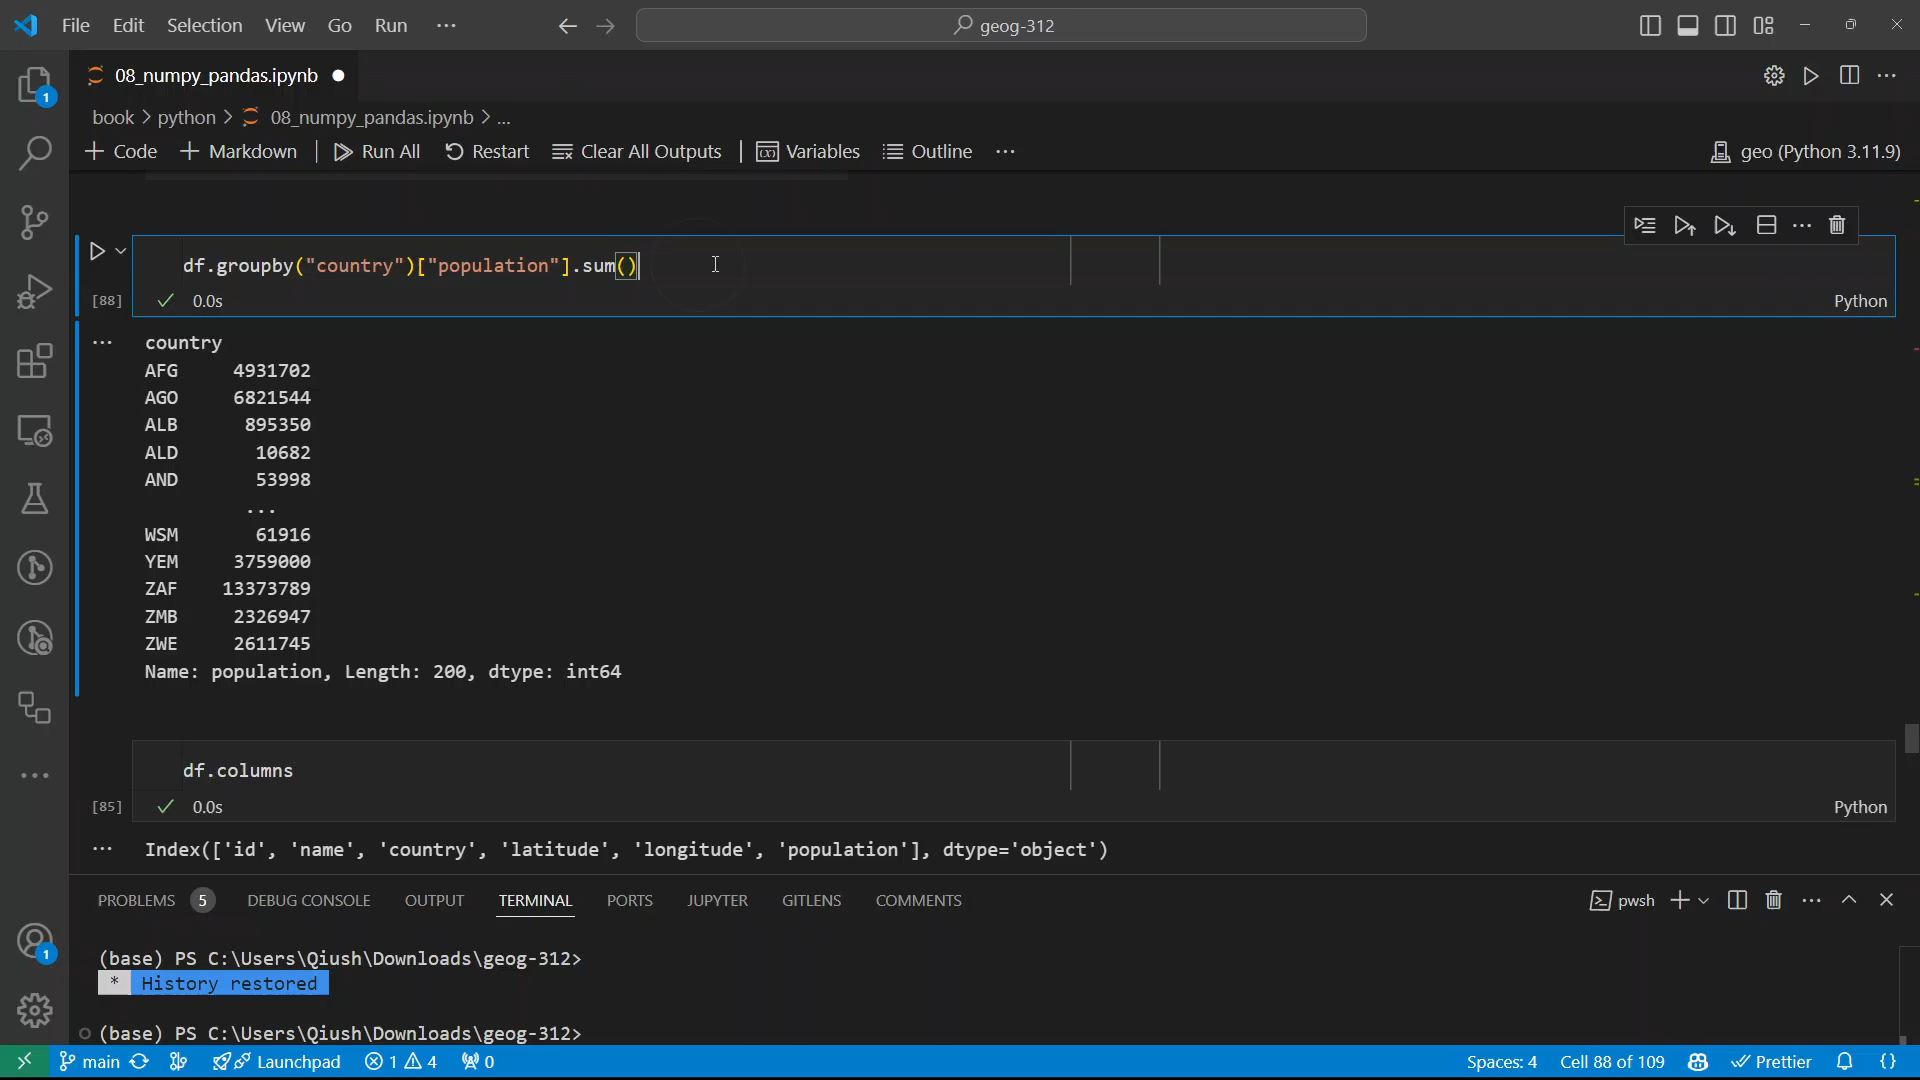 File Edit Selection View Go Run ···
geog-312
08_numpy_pandas.ipynb
book > python > 08_numpy_pandas.ipynb > ...
+ Code + Markdown Run All Restart Clear All Outputs Variables Outline ···
geo (Python 3.11.9)
df.groupby("country")["population"].sum()
[88] 0.0s Python
country
AFG 4931702
AGO 6821544
ALB 895350
ALD 10682
AND 53998
...
WSM 61916
YEM 3759000
ZAF 13373789
ZMB 2326947
ZWE 2611745
Name: population, Length: 200, dtype: int64
df.columns
[85] 0.0s Python
Index(['id', 'name', 'country', 'latitude', 'longitude', 'population'], dtype='object')
PROBLEMS 5 DEBUG CONSOLE OUTPUT TERMINAL PORTS JUPYTER GITLENS COMMENTS
pwsh
(base) PS C:\Users\Qiush\Downloads\geog-312>
* History restored
(base) PS C:\Users\Qiush\Downloads\geog-312>
main Launchpad 1 4 0
Spaces: 4 Cell 88 of 109 Prettier {}
1
1